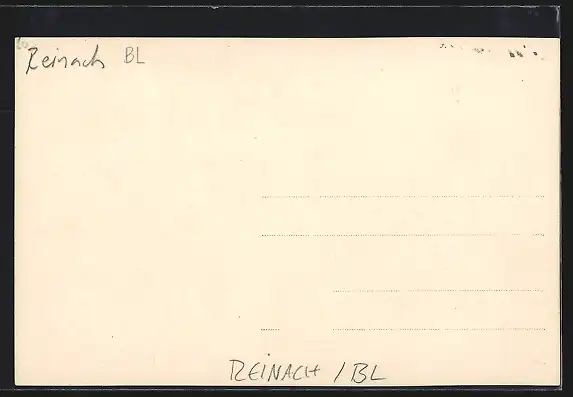 Reinach BL
REINACH / BL